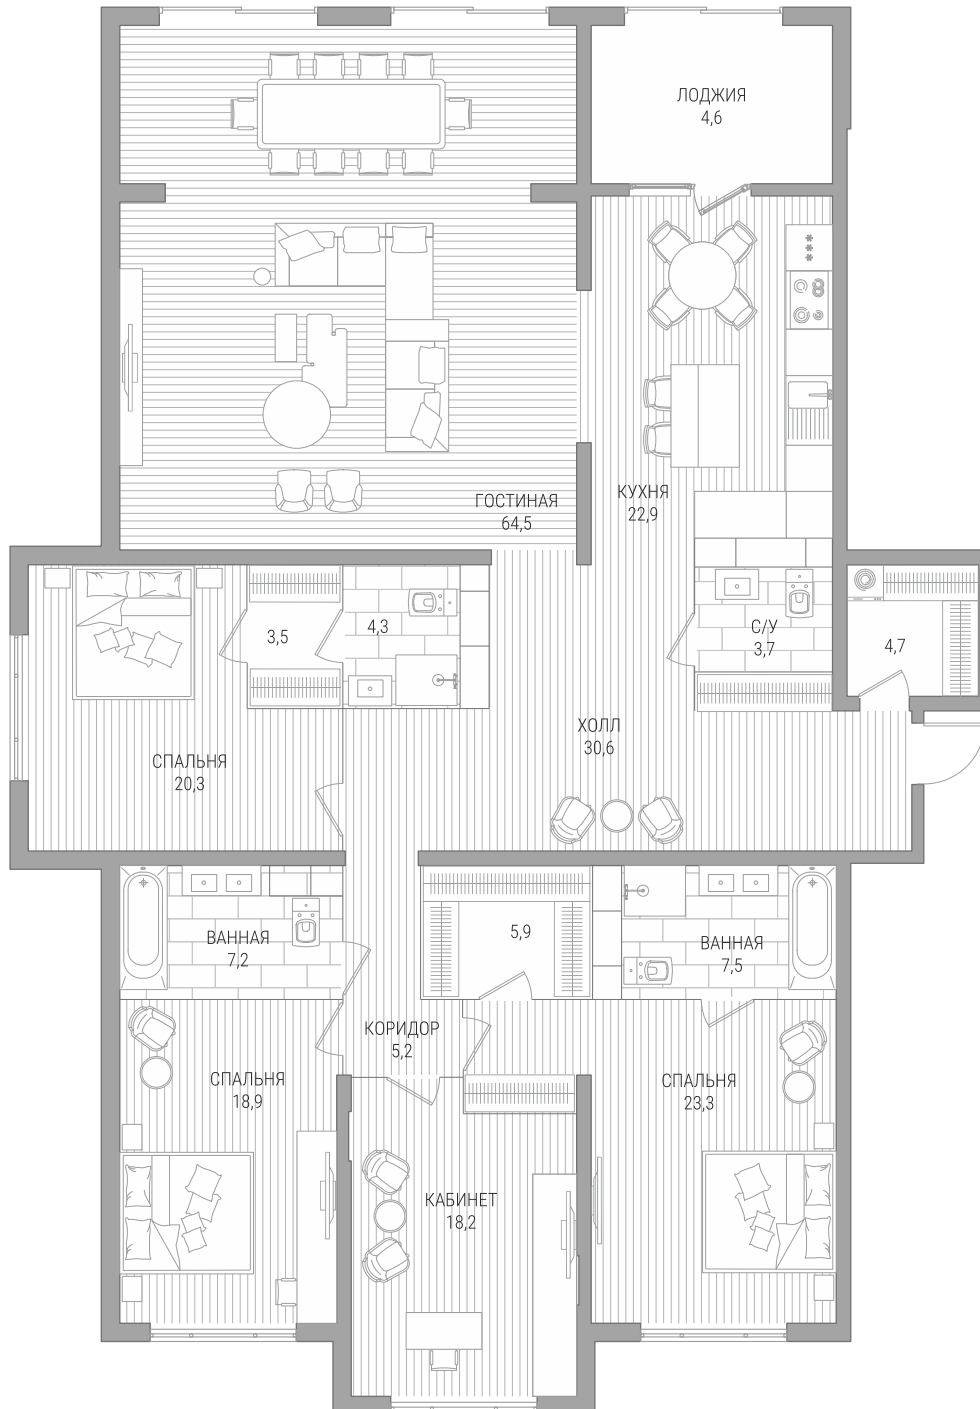 ЛОДЖИЯ
4,6
ГОСТИНАЯ
64,5
КУХНЯ
22,9
3,5
4,3
С/У
3,7
4,7
СПАЛЬНЯ
20,3
ХОЛЛ
30,6
ВАННАЯ
7,2
5,9
ВАННАЯ
7,5
КОРИДОР
5,2
СПАЛЬНЯ
18,9
СПАЛЬНЯ
23,3
КАБИНЕТ
18,2